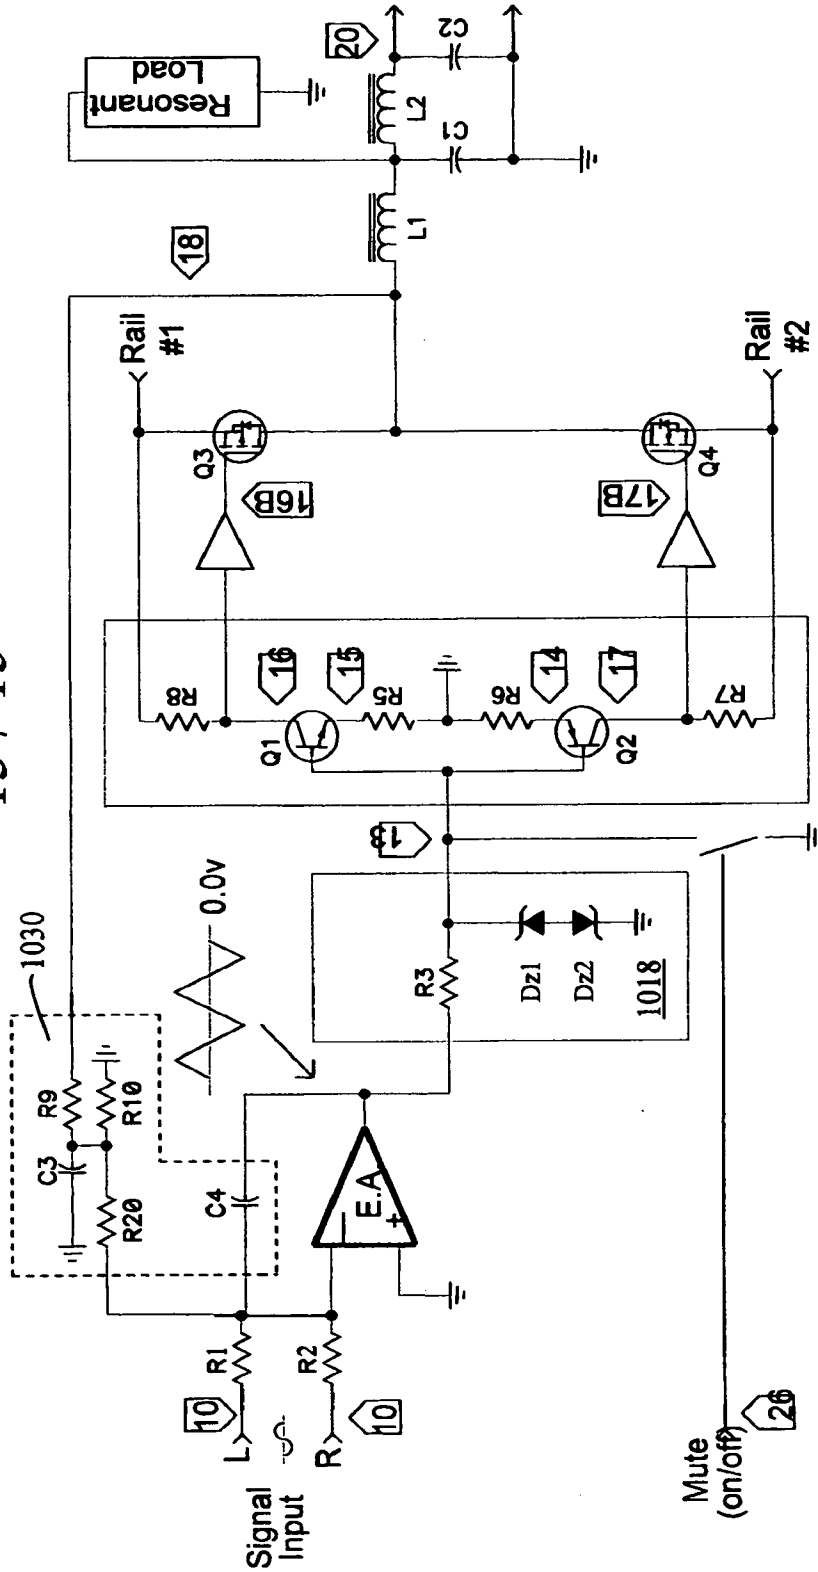 1030
R9
C3
R10
R20
C4
0.0v
E.A
−
+
R1
R2
10
10
L
R
Signal
Input
R3
Dz1
Dz2
1018
13
Mute
(on/off)
26
R8
16
15
R5
Q1
R6
14
17
Q2
R7
16B
17B
Q3
Q4
Rail
#1
Rail
#2
18
L1
L2
C1
C2
20
Resonant
Load